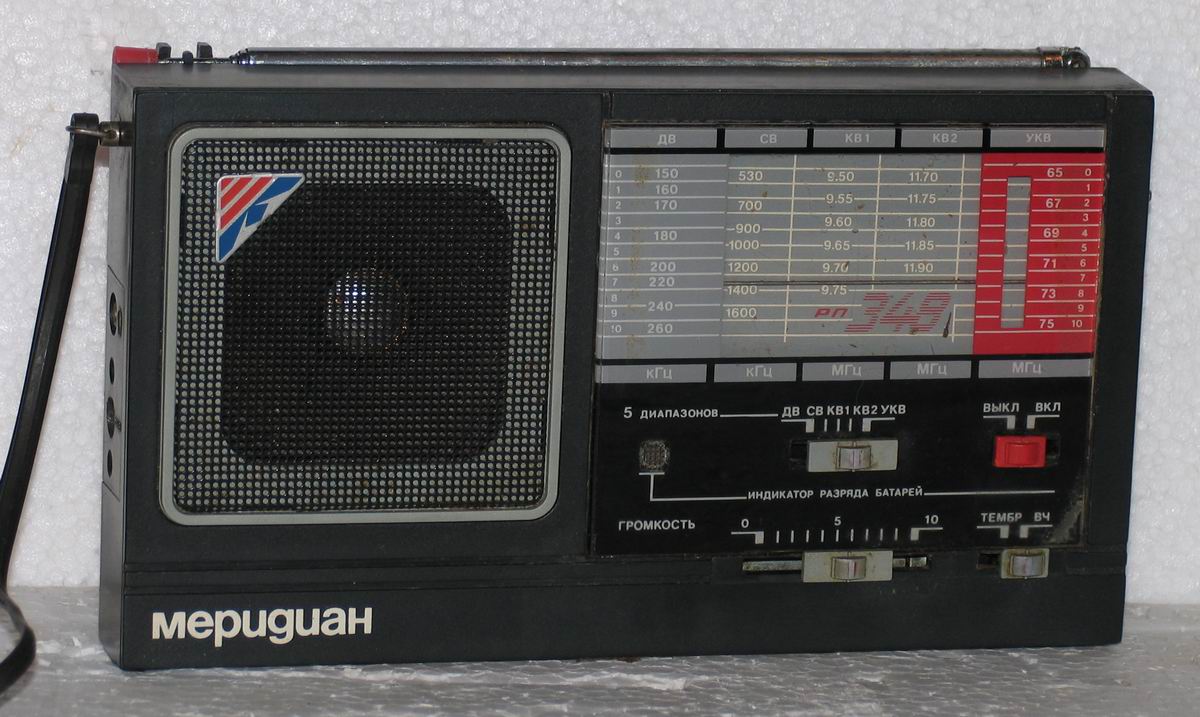 ДВ СВ КВ1 КВ2 УКВ
0 150 530 9.50 11.70 65 0
1 160 9.55 11.75 1
2 170 700 67 2
3 900 9.60 11.80 3
4 180 69 4
5 1000 9.65 11.85 5
6 200 1200 9.70 11.90 71 6
7 220 7
8 1400 9.75 73 8
9 240 1600 РП 349 9
10 260 75 10
кГц кГц МГц МГц МГц
5 ДИАПАЗОНОВ ДВ СВ КВ1 КВ2 УКВ ВЫКЛ ВКЛ
ИНДИКАТОР РАЗРЯДА БАТАРЕЙ
ГРОМКОСТЬ 0 5 10 ТЕМБР ВЧ
меридиан